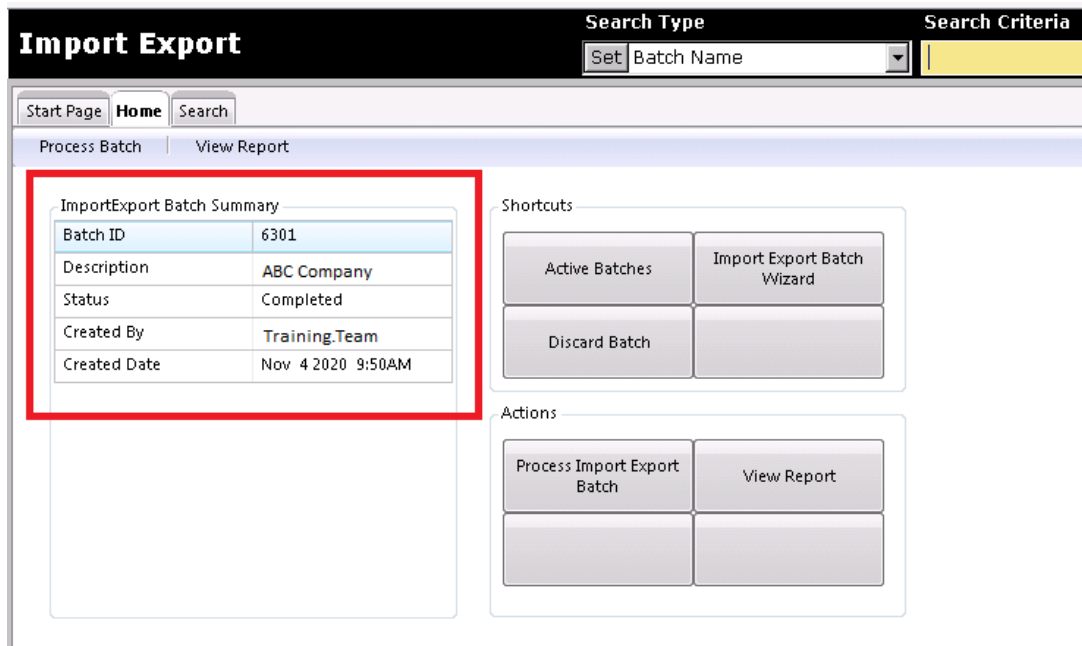 Import Export
Search Type
Search Criteria
Set Batch Name
Start Page Home Search
Process Batch View Report
ImportExport Batch Summary
Batch ID 6301
Description ABC Company
Status Completed
Created By Training.Team
Created Date Nov 4 2020 9:50AM
Shortcuts
Active Batches
Import Export Batch
Wizard
Discard Batch
Actions
Process Import Export
Batch
View Report